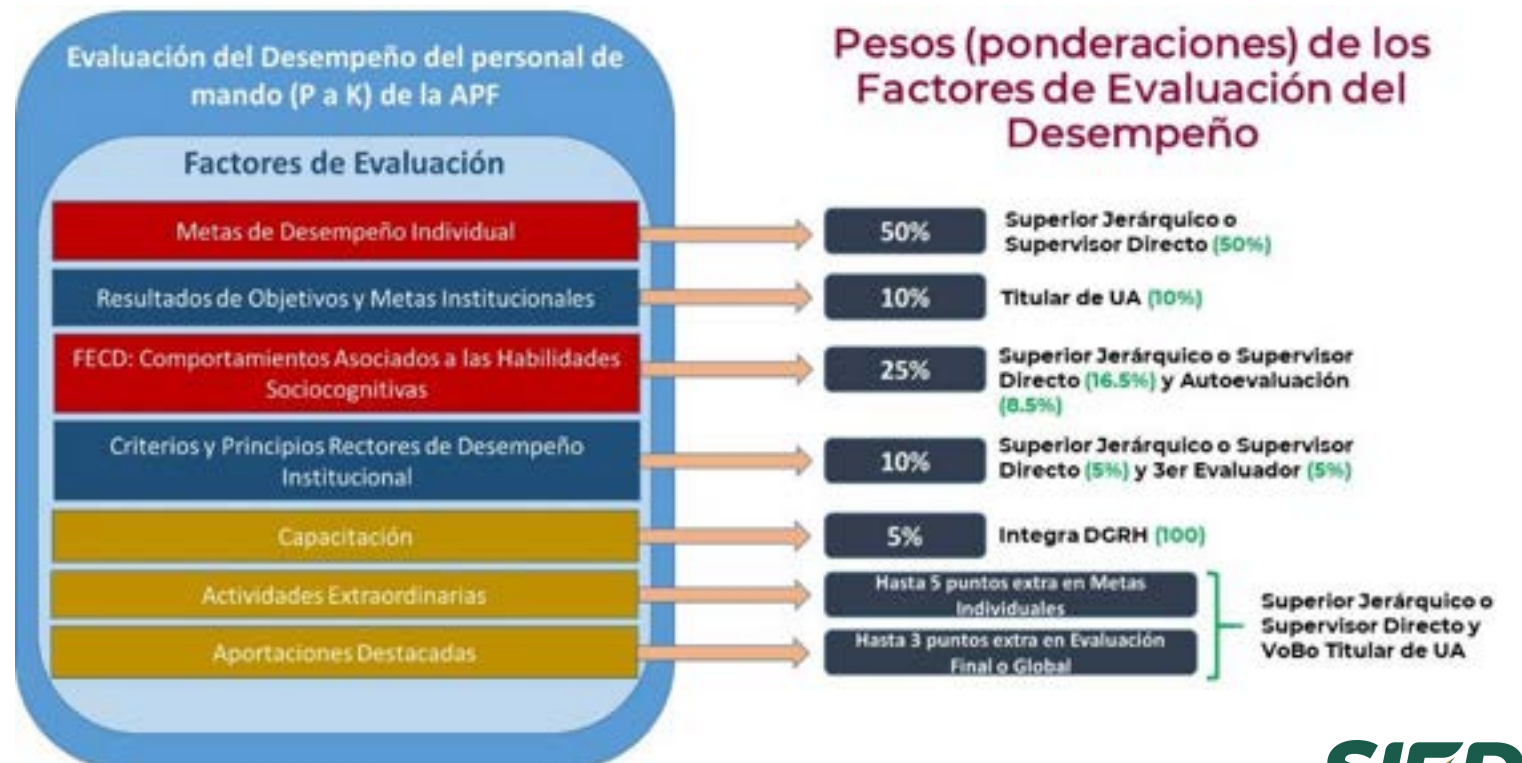 Evaluación del Desempeño del personal de
mando (P a K) de la APF
Pesos (ponderaciones) de los
Factores de Evaluación del
Desempeño
Factores de Evaluación
Metas de Desempeño Individual
50%
Superior Jerárquico o
Supervisor Directo (50%)
Resultados de Objetivos y Metas Institucionales
10%
Titular de UA (10%)
FECD: Comportamientos Asociados a las Habilidades
Sociocognitivas
25%
Superior Jerárquico o Supervisor
Directo (16.5%) y Autoevaluación
(8.5%)
Criterios y Principios Rectores de Desempeño
Institucional
10%
Superior Jerárquico o Supervisor
Directo (5%) y 3er Evaluador (5%)
Capacitación
5%
Integra DGRH (100)
Actividades Extraordinarias
Hasta 5 puntos extra en Metas
Individuales
Aportaciones Destacadas
Hasta 3 puntos extra en Evaluación
Final o Global
Superior Jerárquico o
Supervisor Directo y
VoBo Titular de UA